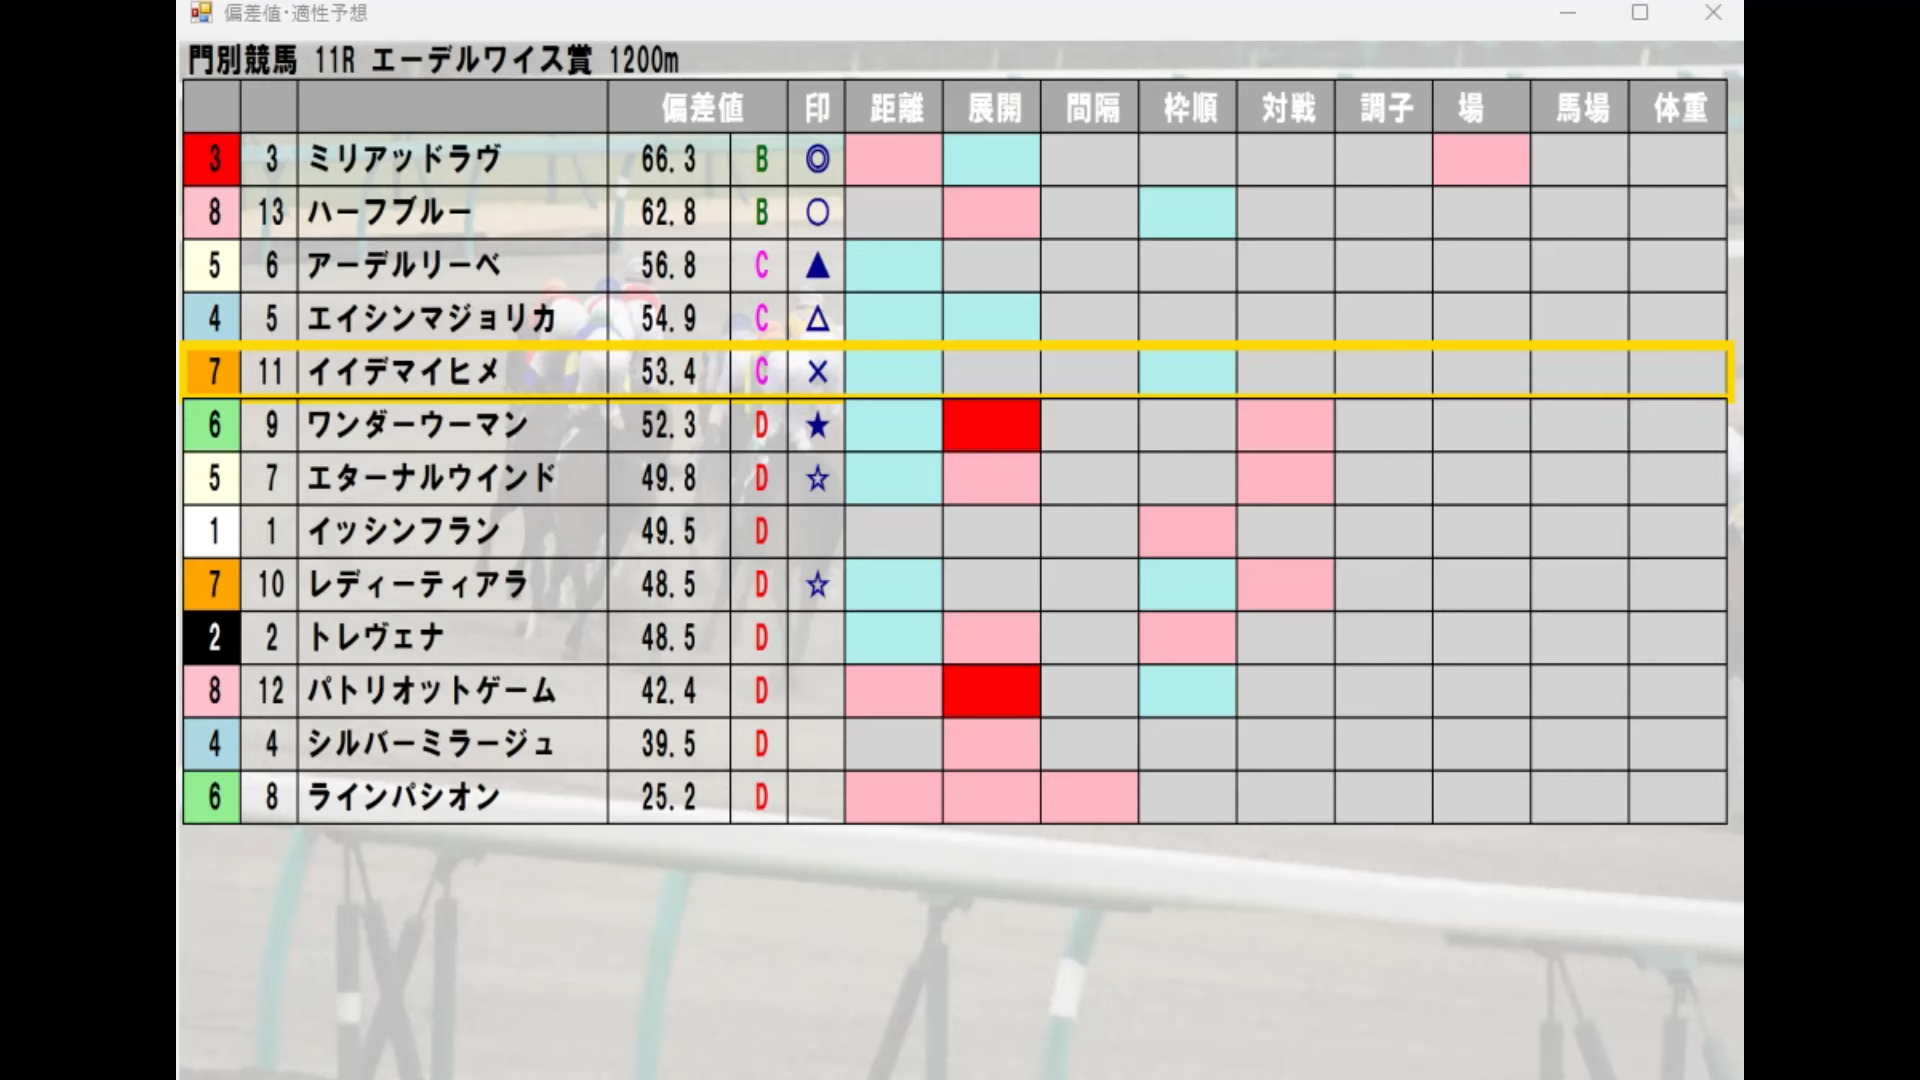 偏差値・適性予想
門別競馬 11R エーデルワイス賞 1200m
偏差値 印 距離 展開 間隔 枠順 対戦 調子 場 馬場 体重
3 3 ミリアッドラヴ 66.3 B ◎
8 13 ハーフブルー 62.8 B ○
5 6 アーデルリーベ 56.8 C ▲
4 5 エイシンマジョリカ 54.9 C △
7 11 イイデマイヒメ 53.4 C ×
6 9 ワンダーウーマン 52.3 D ★
5 7 エターナルウインド 49.8 D ☆
1 1 イッシンフラン 49.5 D
7 10 レディーティアラ 48.5 D ☆
2 2 トレヴェナ 48.5 D
8 12 パトリオットゲーム 42.4 D
4 4 シルバーミラージュ 39.5 D
6 8 ラインパシオン 25.2 D